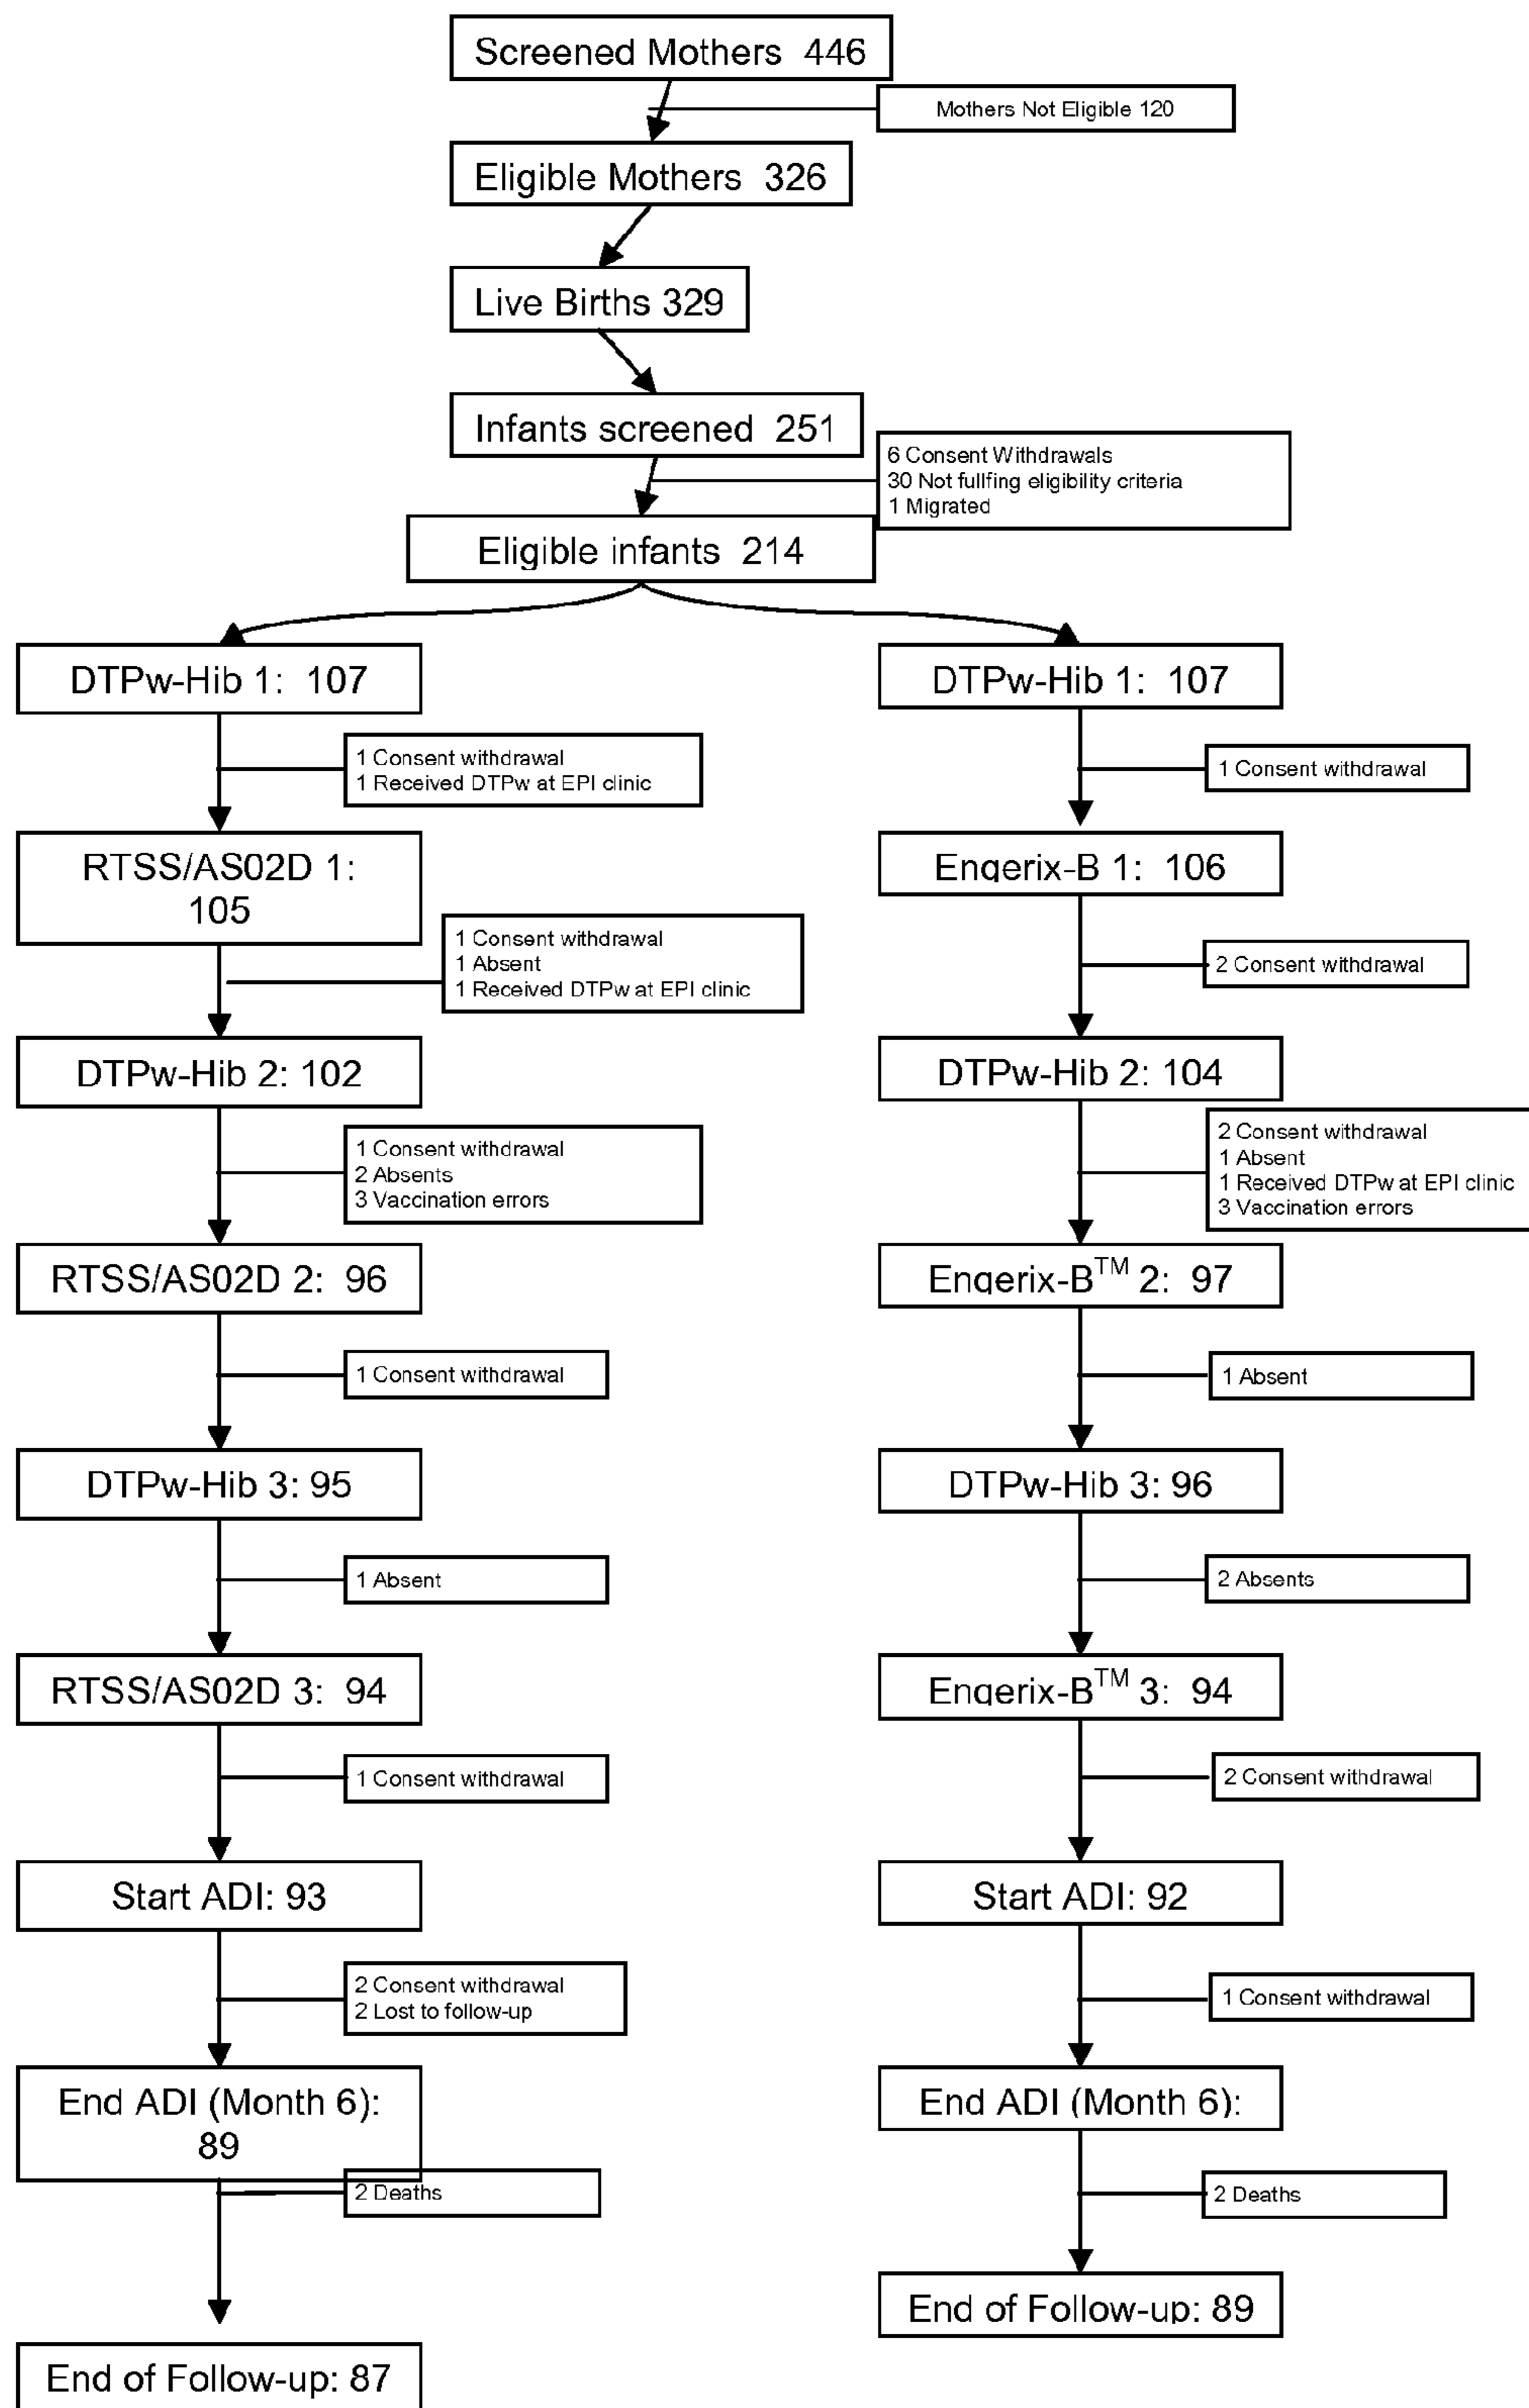 Screened Mothers 446
Mothers Not Eligible 120
Eligible Mothers 326
Live Births 329
Infants screened 251
6 Consent Withdrawals
30 Not fullfing eligibility criteria
1 Migrated
Eligible infants 214
DTPw-Hib 1: 107
DTPw-Hib 1: 107
1 Consent withdrawal
1 Received DTPw at EPI clinic
1 Consent withdrawal
RTSS/AS02D 1:
105
Engerix-B 1: 106
1 Consent withdrawal
1 Absent
1 Received DTPw at EPI clinic
2 Consent withdrawal
DTPw-Hib 2: 102
DTPw-Hib 2: 104
1 Consent withdrawal
2 Absents
3 Vaccination errors
2 Consent withdrawal
1 Absent
1 Received DTPw at EPI clinic
3 Vaccination errors
RTSS/AS02D 2: 96
Engerix-B™ 2: 97
1 Consent withdrawal
1 Absent
DTPw-Hib 3: 95
DTPw-Hib 3: 96
1 Absent
2 Absents
RTSS/AS02D 3: 94
Engerix-B™ 3: 94
1 Consent withdrawal
2 Consent withdrawal
Start ADI: 93
Start ADI: 92
2 Consent withdrawal
2 Lost to follow-up
1 Consent withdrawal
End ADI (Month 6):
89
End ADI (Month 6):
2 Deaths
2 Deaths
End of Follow-up: 89
End of Follow-up: 87